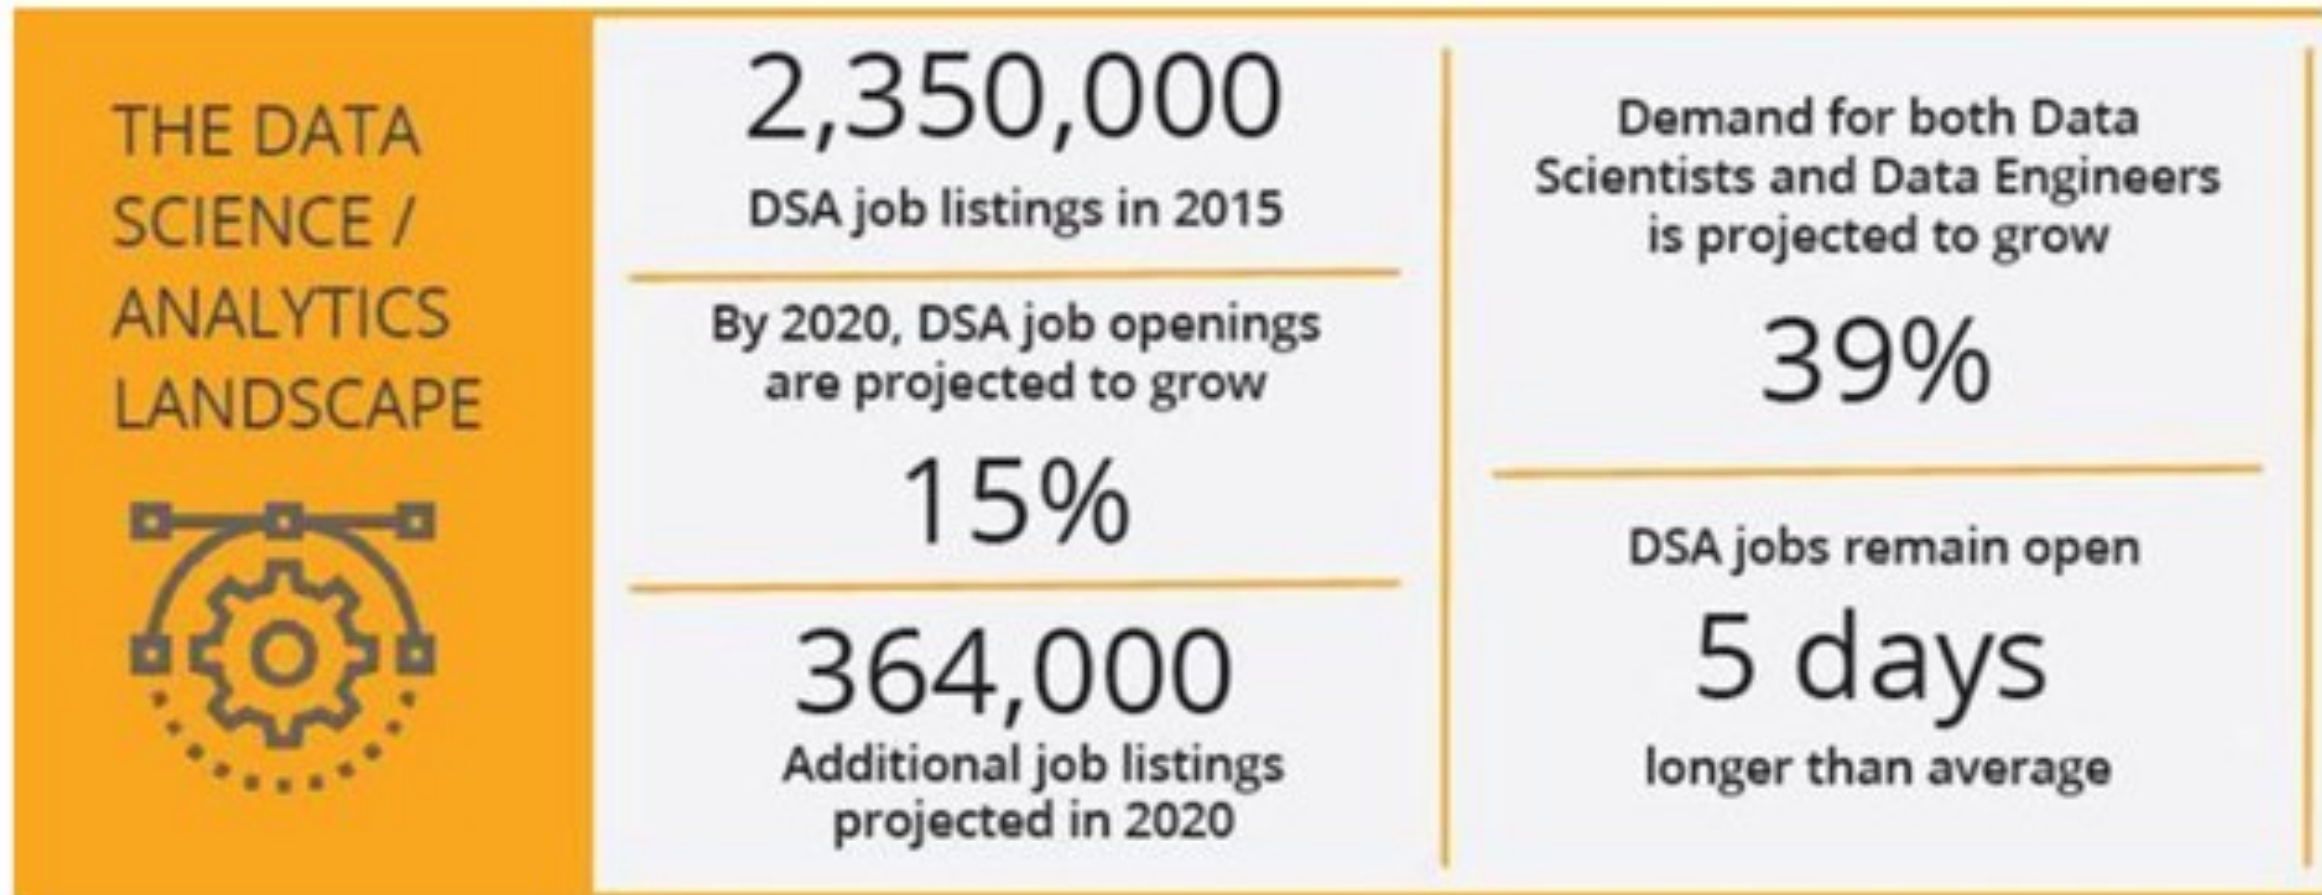 THE DATA
SCIENCE /
ANALYTICS
LANDSCAPE
2,350,000
DSA job listings in 2015
By 2020, DSA job openings
are projected to grow
15%
364,000
Additional job listings
projected in 2020
Demand for both Data
Scientists and Data Engineers
is projected to grow
39%
DSA jobs remain open
5 days
longer than average